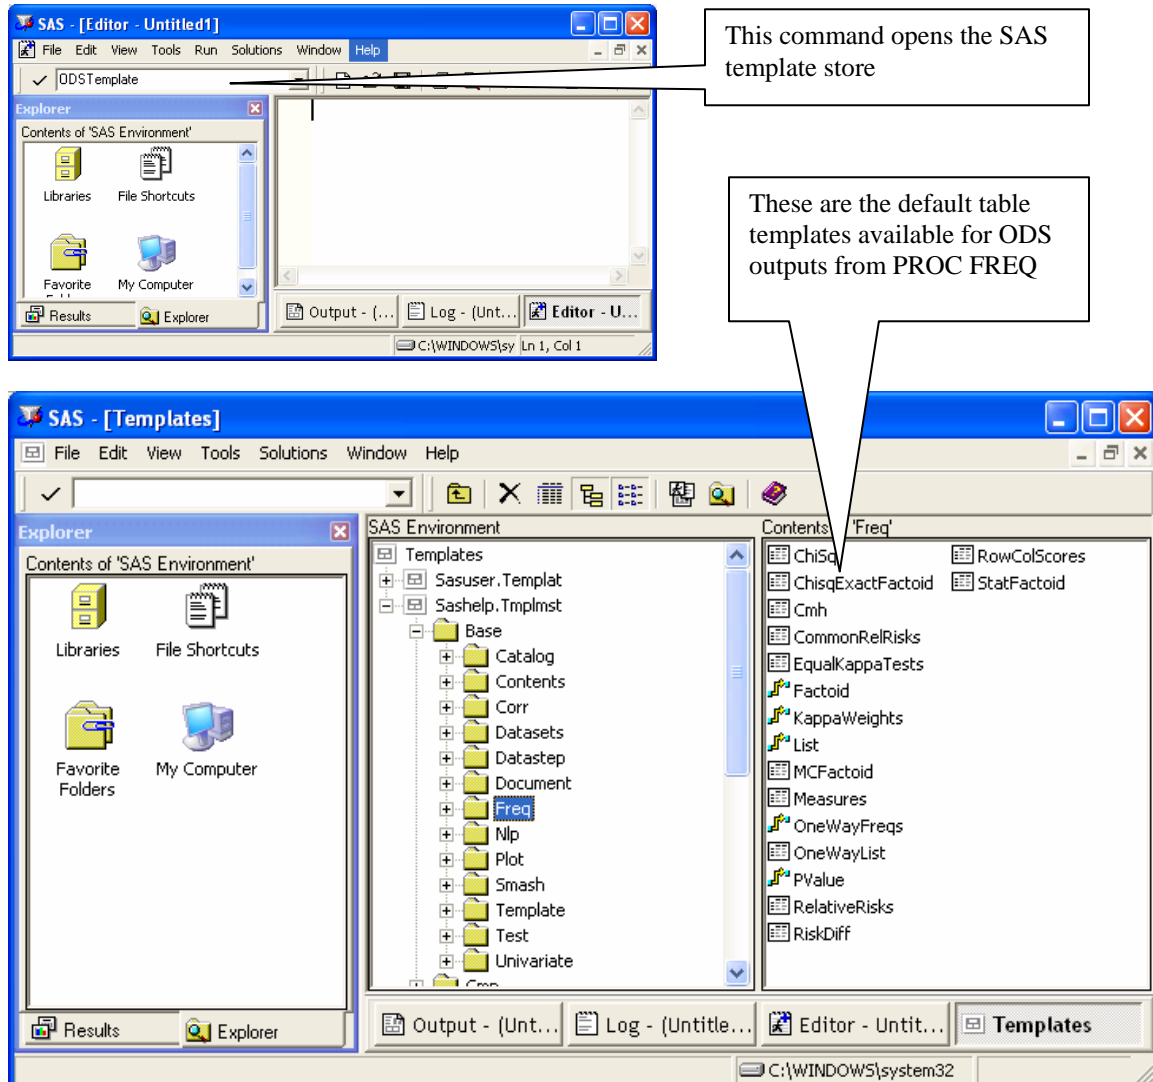 SAS - [Editor - Untitled1]
File Edit View Tools Run Solutions Window Help
ODSTemplate
This command opens the SAS
template store
Explorer
Contents of 'SAS Environment'
Libraries File Shortcuts
Favorite My Computer
Results Explorer
Output - (... Log - (Unt... Editor - U...
C:\WINDOWS\sy Ln 1, Col 1
These are the default table
templates available for ODS
outputs from PROC FREQ
SAS - [Templates]
File Edit View Tools Solutions Window Help
Explorer
Contents of 'SAS Environment'
Libraries File Shortcuts
Favorite My Computer
Folders
Results Explorer
SAS Environment
Templates
Sasuser.Templat
Sashelp.Tmplmst
Base
Catalog
Contents
Corr
Datasets
Datastep
Document
Freq
Nlp
Plot
Smash
Template
Test
Univariate
Contents 'Freq'
ChiSq
ChisqExactFactoid
Cmh
CommonRelRisks
EqualKappaTests
Factoid
KappaWeights
List
MCFactoid
Measures
OneWayFreqs
OneWayList
PValue
RelativeRisks
RiskDiff
RowColScores
StatFactoid
Output - (Unt... Log - (Untitle... Editor - Untit... Templates
C:\WINDOWS\system32